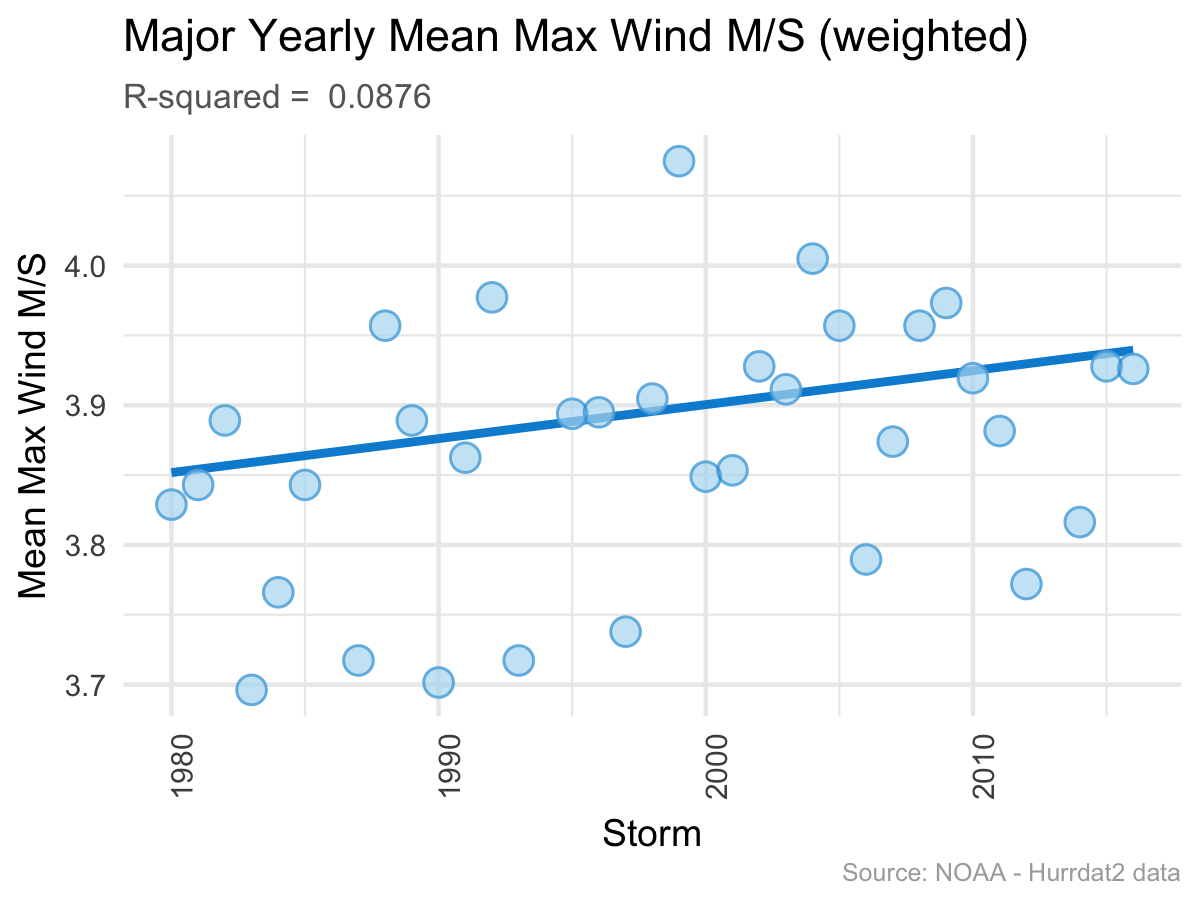 Major Yearly Mean Max Wind M/S (weighted)
R-squared =  0.0876
Mean Max Wind M/S
4.0
3.9
3.8
3.7
1980
1990
2000
2010
Storm
Source: NOAA - Hurrdat2 data